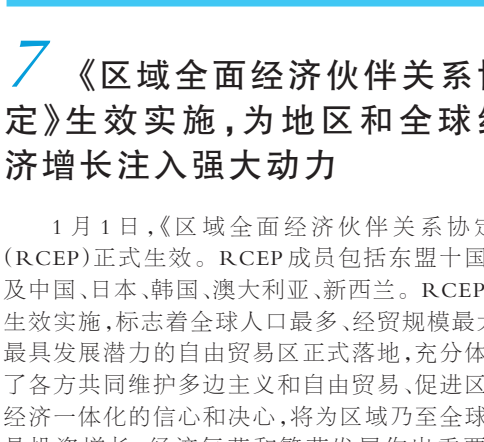 7 《区域全面经济伙伴关系
定》生效实施,为地区和全球
济增长注入强大动力
1月1日,《区域全面经济伙伴关系协定
(RCEP)正式生效。RCEP成员包括东盟十国
及中国、日本、韩国、澳大利亚、新西兰。RCEP
生效实施,标志着全球人口最多、经贸规模最
最具发展潜力的自由贸易区正式落地,充分体
了各方共同维护多边主义和自由贸易、促进区
经济一体化的信心和决心,将为区域乃至全球